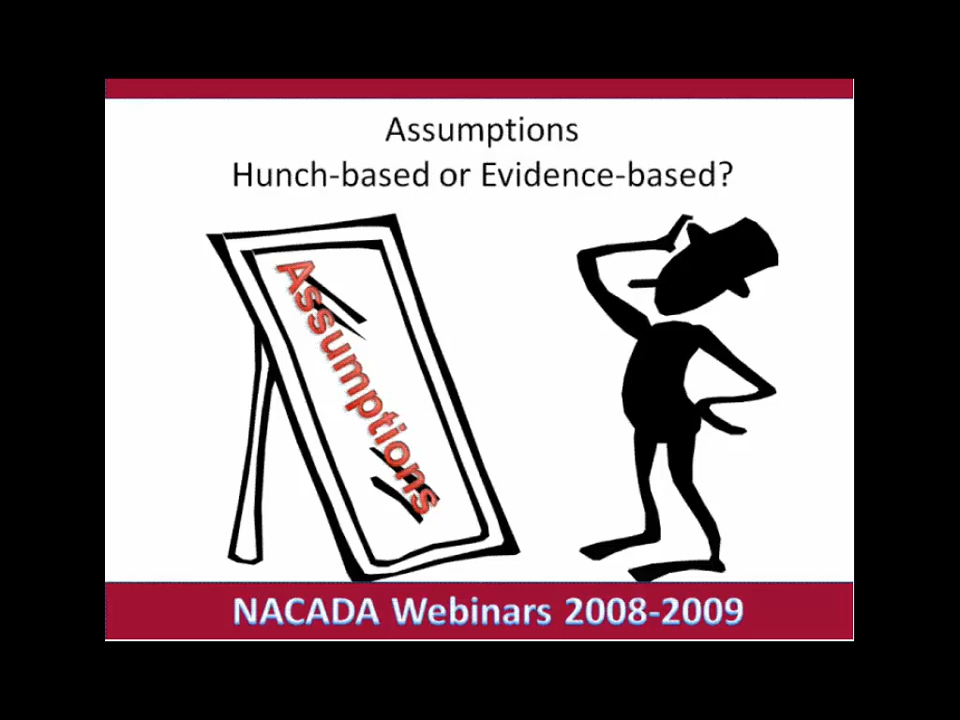 Assumptions
Hunch-based or Evidence-based?
Assumptions
NACADA Webinars 2008-2009